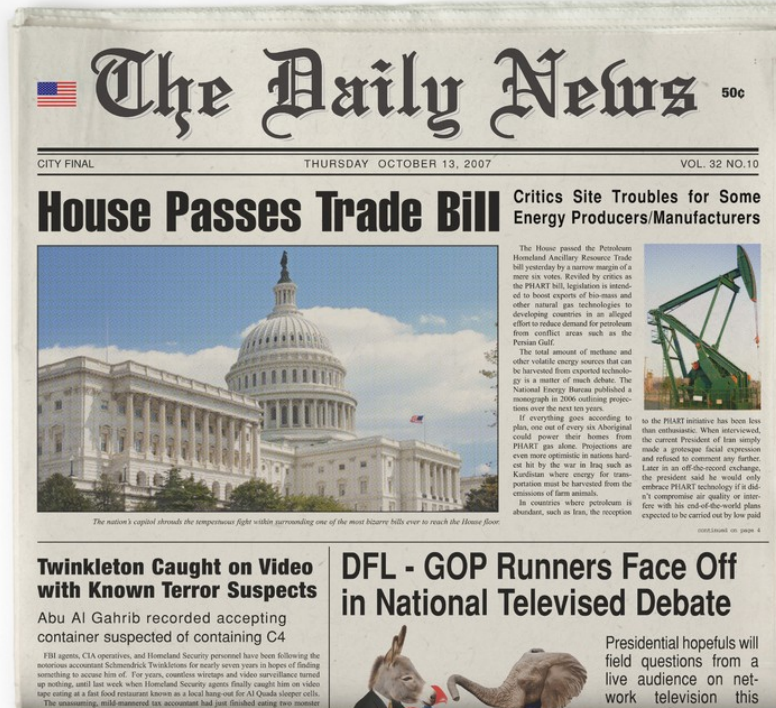 The Daily News
50¢
CITY FINAL
THURSDAY OCTOBER 13, 2007
VOL. 32 NO.10
House Passes Trade Bill
The nation's capitol shrouds the tempestuous fight within surrounding one of the most bizarre bills ever to reach the House floor.
Critics Site Troubles for Some
Energy Producers/Manufacturers
The House passed the Petroleum
Homeland Ancillary Resource Trade
bill yesterday by a narrow margin of a
mere six votes. Reviled by critics as
the PHART bill, legislation is intend-
ed to boost exports of bio-mass and
other natural gas technologies to
developing countries in an alleged
effort to reduce demand for petroleum
from conflict areas such as the
Persian Gulf.
The total amount of methane and
other volatile energy sources that can
be harvested from exported technolo-
gy is a matter of much debate. The
National Energy Bureau published a
monograph in 2006 outlining projec-
tions over the next ten years.
If everything goes according to
plan, one out of every six Aboriginal
could power their homes from
PHART gas alone. Projections are
even more optimistic in nations hard-
est hit by the war in Iraq such as
Kurdistan where energy for trans-
portation must be harvested from the
emissions of farm animals.
In countries where petroleum is
abundant, such as Iran, the reception
to the PHART initiative has been less
than enthusiastic. When interviewed,
the current President of Iran simply
made a grotesque facial expression
and refused to comment any further.
Later in an off-the-record exchange,
the president said he would only
embrace PHART technology if it did-
n't compromise air quality or inter-
fere with his end-of-the-world plans
expected to be carried out by low paid
continued on page 4
Twinkleton Caught on Video
with Known Terror Suspects
Abu Al Gahrib recorded accepting
container suspected of containing C4
FBI agents, CIA operatives, and Homeland Security personnel have been following the
notorious accountant Schmendrick Twinkletons for nearly seven years in hopes of finding
something to accuse him of. For years, countless wiretaps and video surveillance turned
up nothing, until last week when Homeland Security agents finally caught him on video
tape eating at a fast food restaurant known as a local hang-out for Al Quada sleeper cells.
The unassuming, mild-mannered tax accountant had just finished eating two monster
DFL - GOP Runners Face Off
in National Televised Debate
Presidential hopefuls will
field questions from a
live audience on net-
work television this